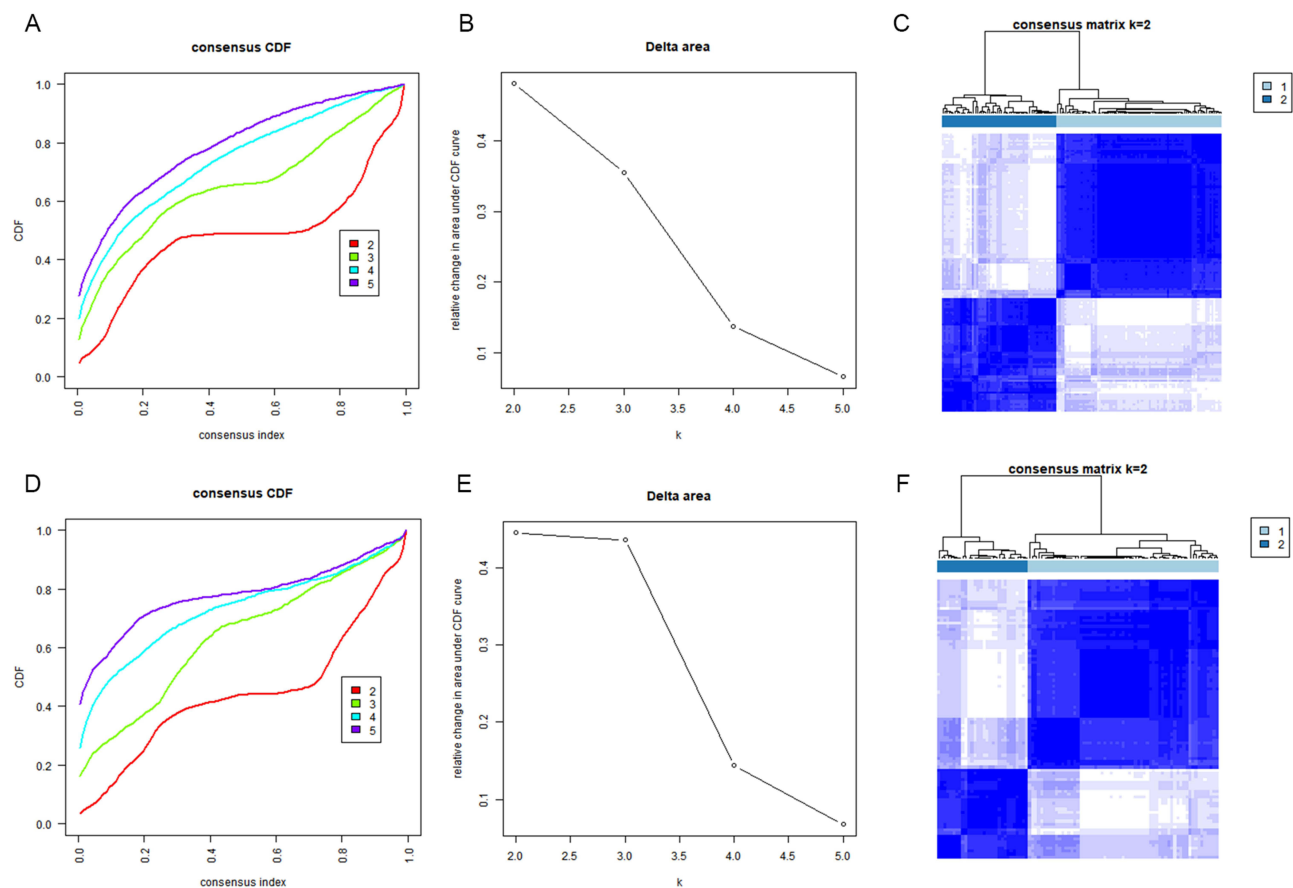 A
consensus CDF
CDF
1.0
0.8
0.6
0.4
0.2
0.0
2
3
4
5
0.0 0.2 0.4 0.6 0.8 1.0
consensus index
B
Delta area
relative change in area under CDF curve
0.4
0.3
0.2
0.1
2.0 2.5 3.0 3.5 4.0 4.5 5.0
k
C
consensus matrix k=2
1
2
D
consensus CDF
CDF
1.0
0.8
0.6
0.4
0.2
0.0
2
3
4
5
0.0 0.2 0.4 0.6 0.8 1.0
consensus index
E
Delta area
relative change in area under CDF curve
0.4
0.3
0.2
0.1
2.0 2.5 3.0 3.5 4.0 4.5 5.0
k
F
consensus matrix k=2
1
2